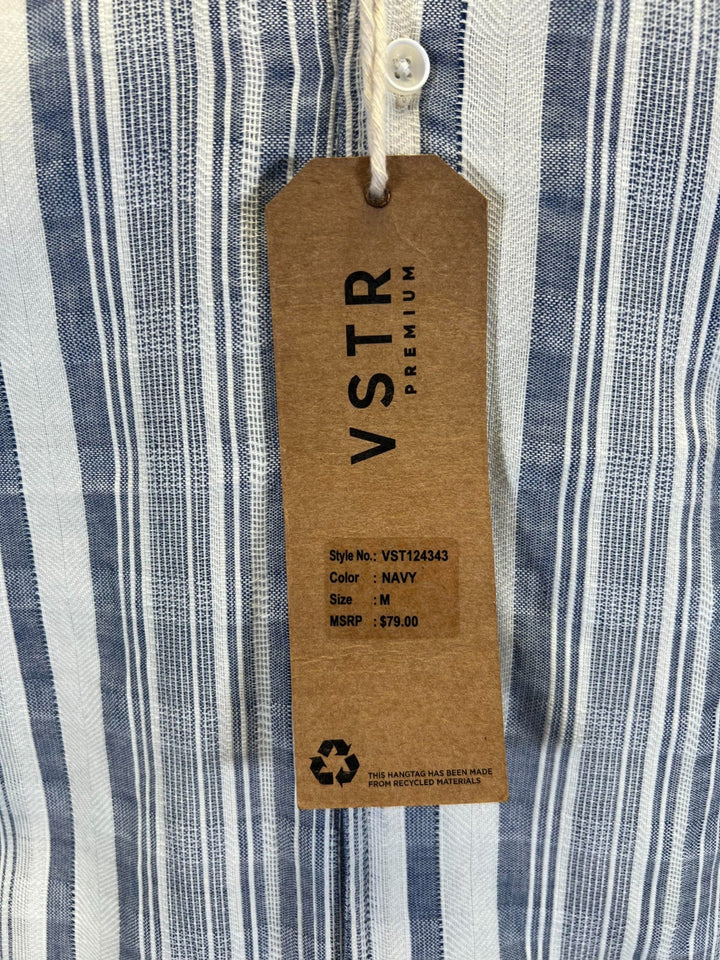 VSTR
PREMIUM
Style No.: VST124343
Color : NAVY
Size : M
MSRP : $79.00
THIS HANGTAG HAS BEEN MADE
FROM RECYCLED MATERIALS